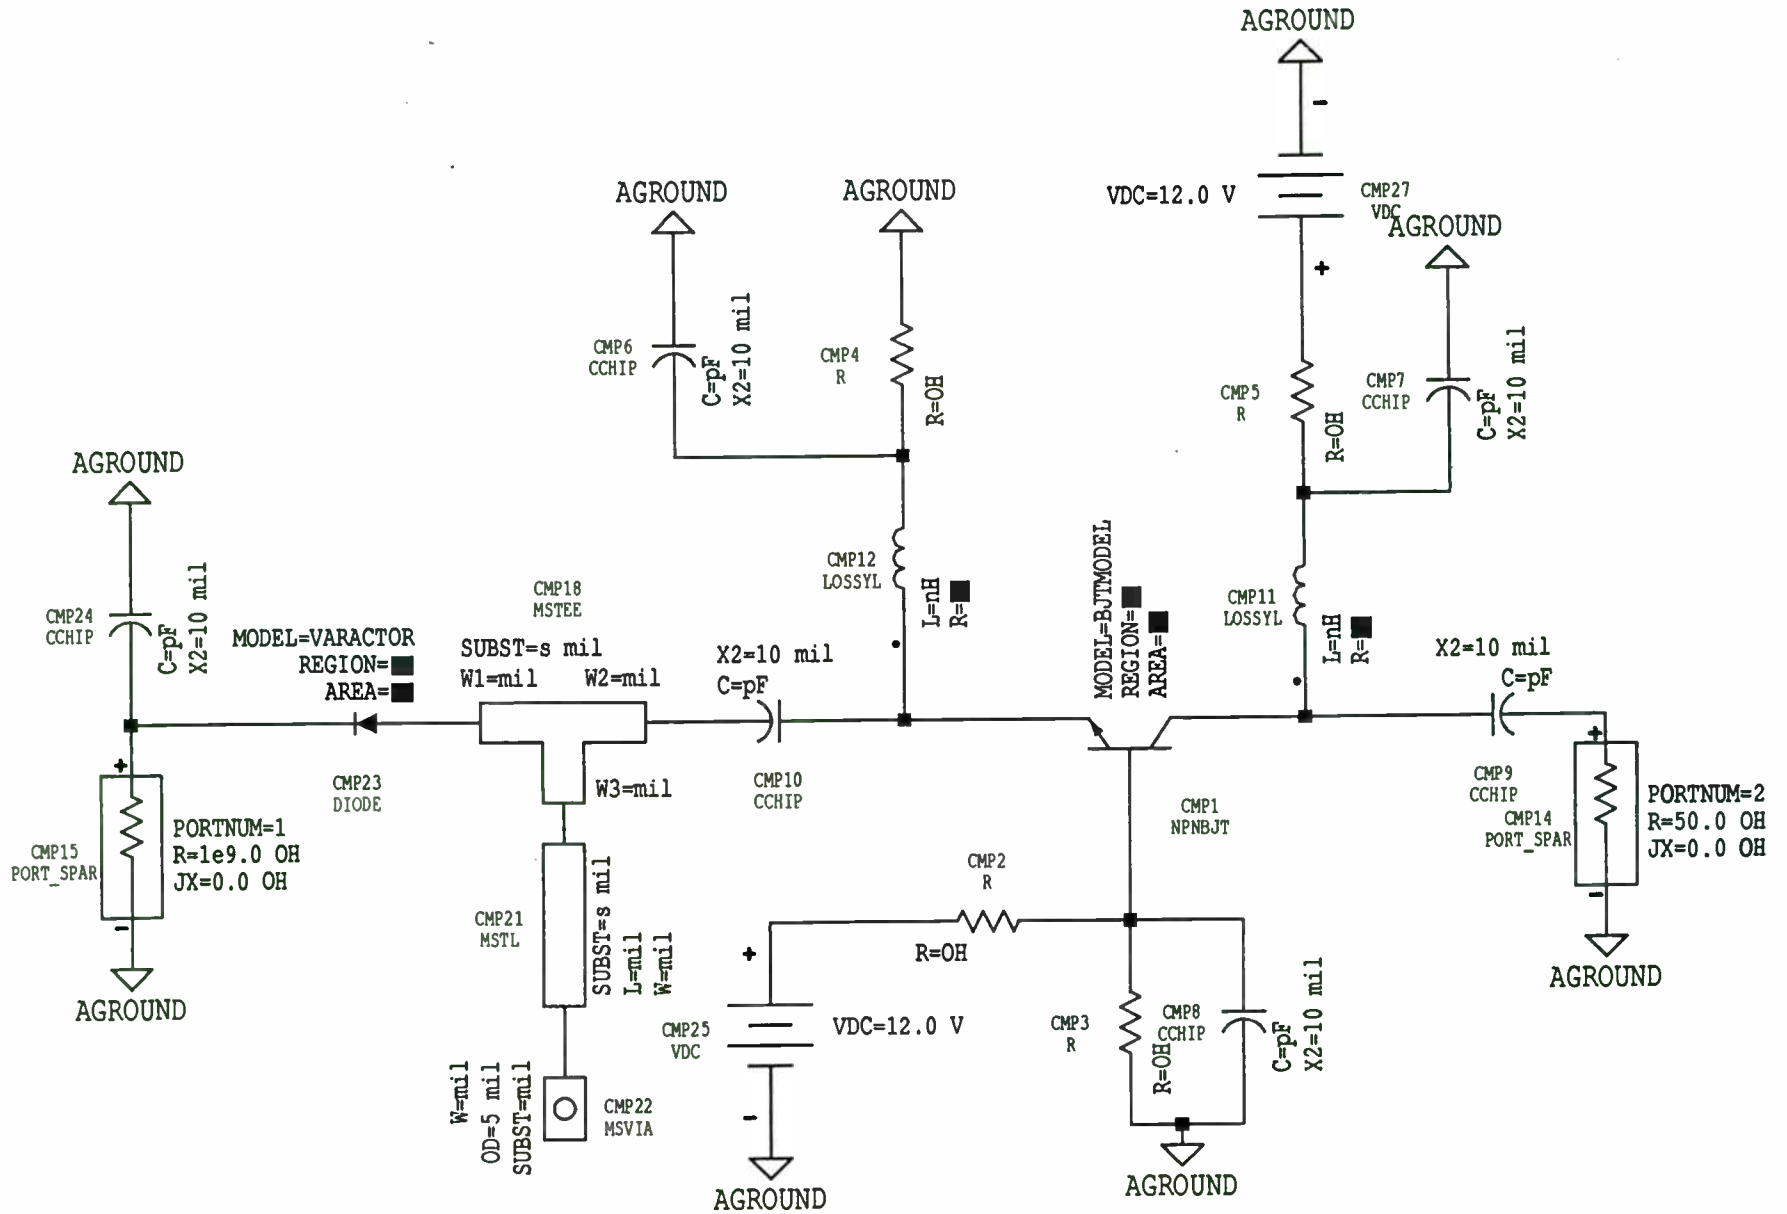 AGROUND
VDC=12.0 V
CMP27
VDC
AGROUND
AGROUND
AGROUND
CMP6
CCHIP
C=pF
X2=10 mil
CMP4
R
R=OH
CMP5
R
R=OH
CMP7
CCHIP
C=pF
X2=10 mil
AGROUND
CMP24
CCHIP
C=pF
X2=10 mil
MODEL=VARACTOR
REGION=
AREA=
CMP18
MSTEE
SUBST=s mil
W1=mil
W2=mil
W3=mil
X2=10 mil
C=pF
CMP12
LOSSYL
L=nH
R=
MODEL=BJTMODEL
REGION=
AREA=
CMP11
LOSSYL
L=nH
R=
X2=10 mil
C=pF
CMP23
DIODE
CMP10
CCHIP
CMP1
NPNBJT
CMP9
CCHIP
CMP14
PORT_SPAR
PORTNUM=2
R=50.0 OH
JX=0.0 OH
CMP15
PORT_SPAR
PORTNUM=1
R=1e9.0 OH
JX=0.0 OH
CMP21
MSTL
SUBST=s mil
L=mil
W=mil
CMP2
R
R=OH
AGROUND
AGROUND
CMP25
VDC
VDC=12.0 V
CMP3
R
R=OH
CMP8
CCHIP
C=pF
X2=10 mil
W=mil
OD=5 mil
SUBST=mil
CMP22
MSVIA
AGROUND
AGROUND